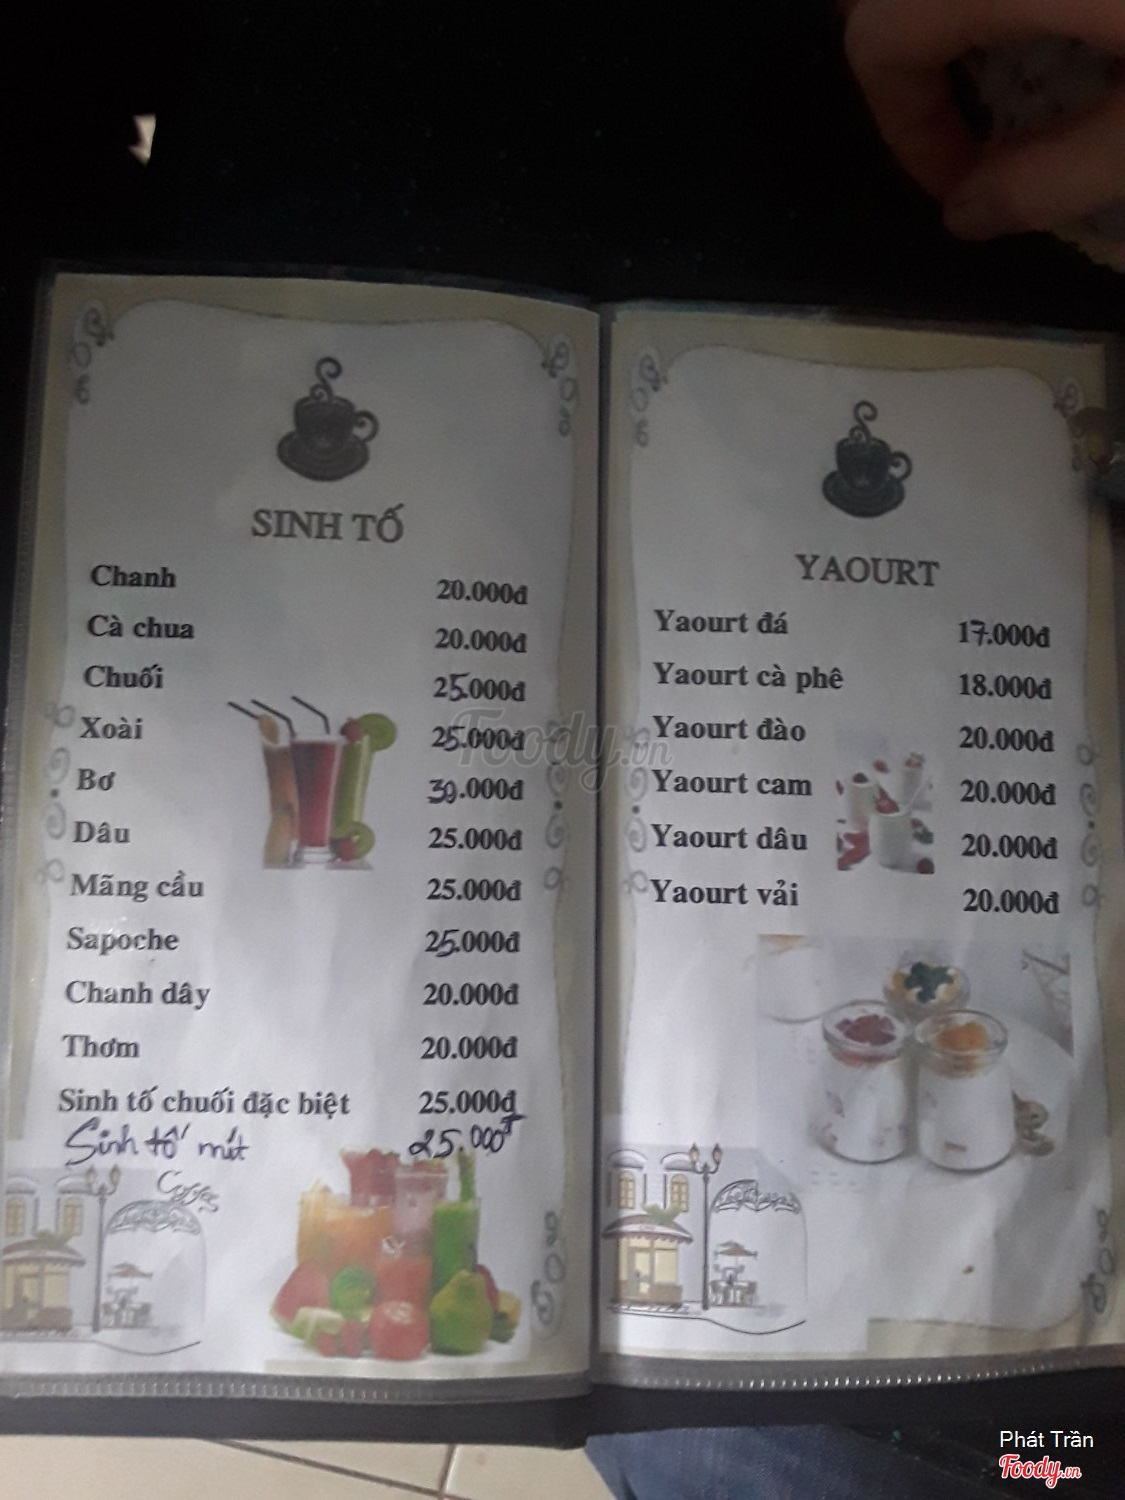 SINH TỐ
Chanh 20.000đ
Cà chua 20.000đ
Chuối 25.000đ
Xoài 25.000đ
Bơ 30.000đ
Dâu 25.000đ
Mãng cầu 25.000đ
Sapoche 25.000đ
Chanh dây 20.000đ
Thơm 20.000đ
Sinh tố chuối đặc biệt 25.000đ
Sinh tố mít 25.000đ
Coffee
YAOURT
Yaourt đá 17.000đ
Yaourt cà phê 18.000đ
Yaourt đào 20.000đ
Yaourt cam 20.000đ
Yaourt dâu 20.000đ
Yaourt vải 20.000đ
Foody.vn
Phát Trần
Foody.vn